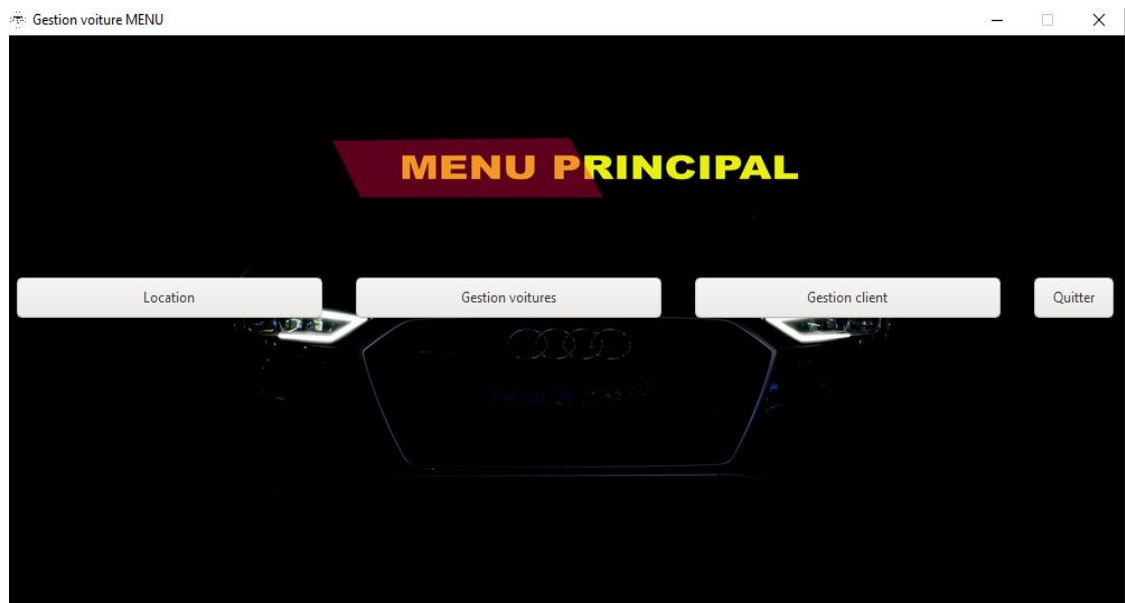 Gestion voiture MENU
MENU PRINCIPAL
Location Gestion voitures Gestion client Quitter